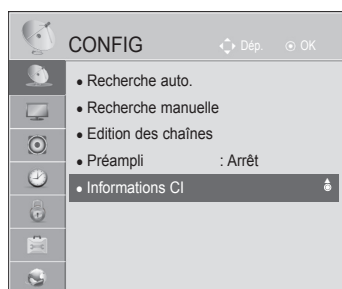 CONFIG Dép. OK
• Recherche auto.
• Recherche manuelle
• Edition des chaînes
• Préampli : Arrêt
• Informations CI